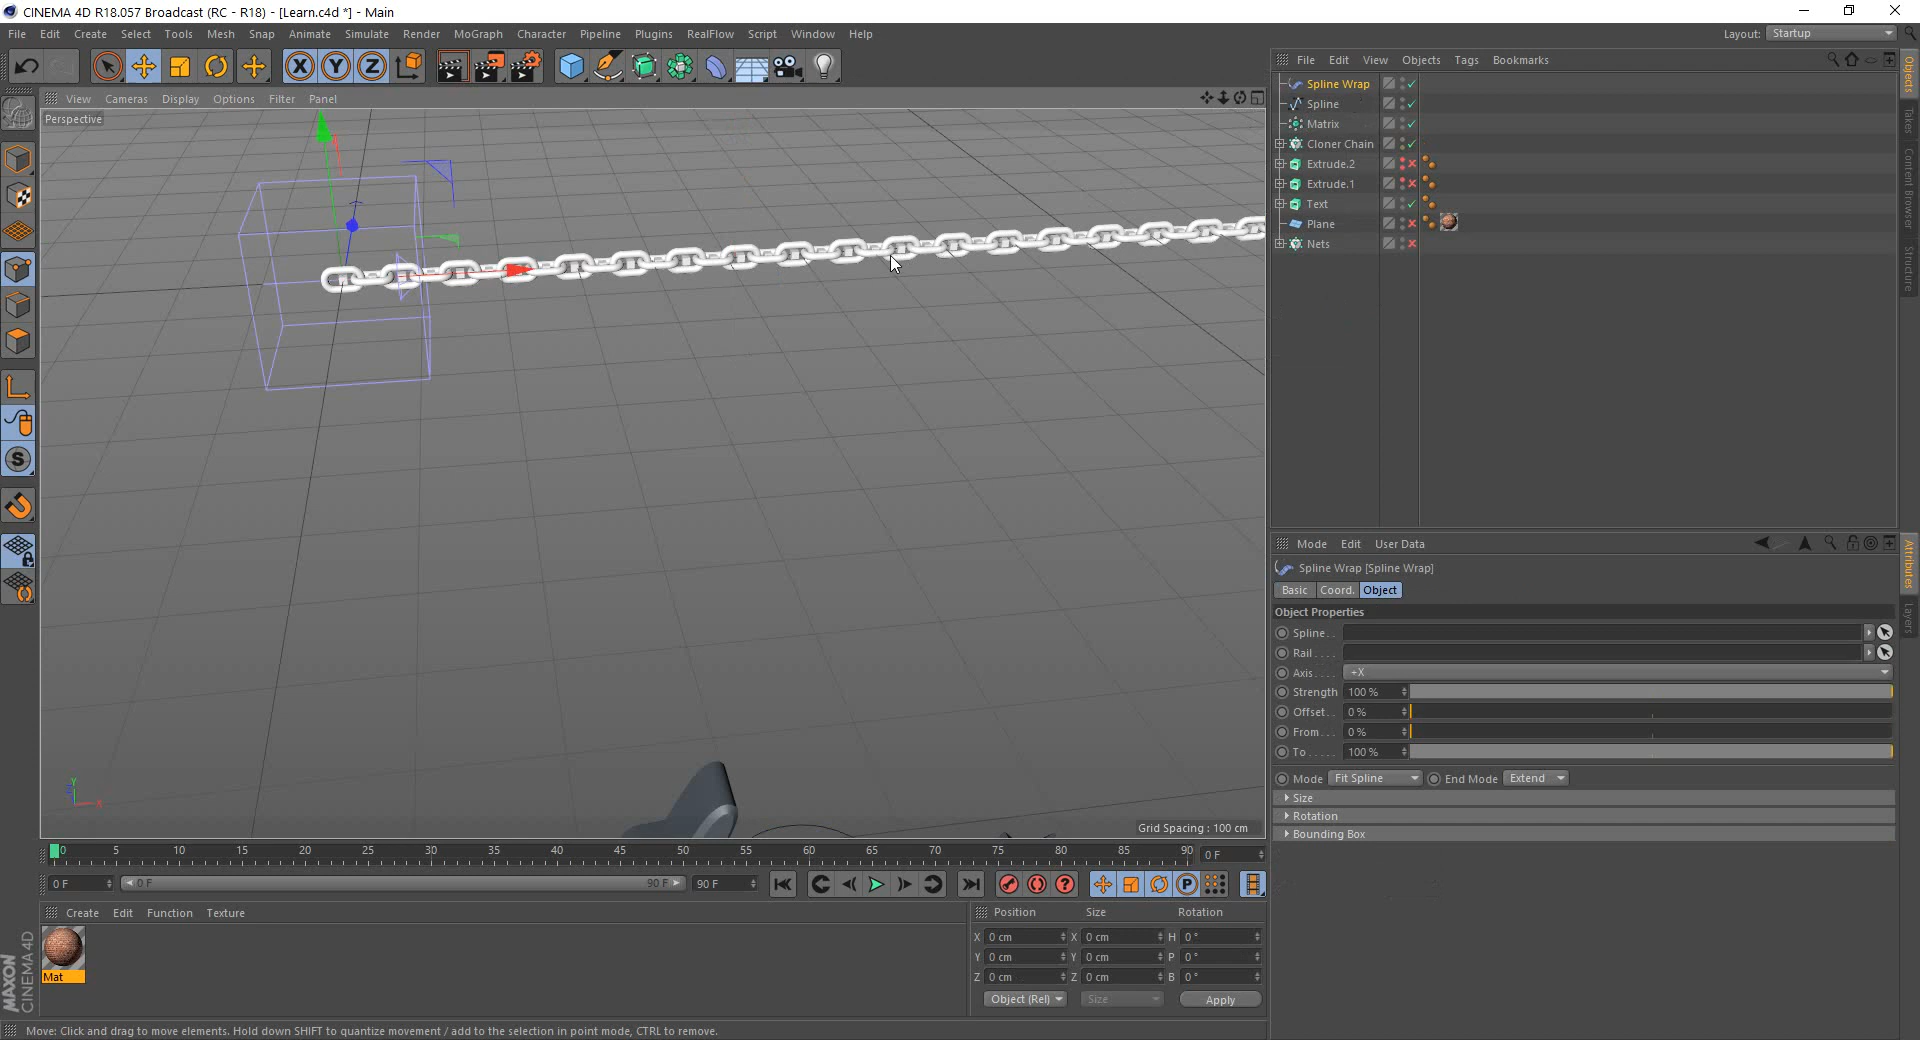 CINEMA 4D R18.057 Broadcast (RC - R18) - [Learn.c4d *] - Main
File Edit Create Select Tools Mesh Snap Animate Simulate Render MoGraph Character Pipeline Plugins RealFlow Script Window Help Layout: Startup
X Y Z
File Edit View Objects Tags Bookmarks
View Cameras Display Options Filter Panel
Perspective
Spline Wrap
Spline
Matrix
Cloner Chain
Extrude.2
Extrude.1
Text
Plane
Nets
Objects
Takes
Content Browser
Structure
Mode Edit User Data
Spline Wrap [Spline Wrap]
Basic Coord. Object
Object Properties
Spline . .
Rail . . . .
Axis . . . . +X
Strength 100 %
Offset . . 0 %
From . . . 0 %
To . . . . . 100 %
Mode Fit Spline End Mode Extend
Size
Rotation
Bounding Box
Attributes
Layers
S
Y
Z
X
Grid Spacing : 100 cm
0 5 10 15 20 25 30 35 40 45 50 55 60 65 70 75 80 85 90 0 F
0 F 0 F 90 F 90 F
? P
Create Edit Function Texture
Mat
Position Size Rotation
X 0 cm X 0 cm H 0 °
Y 0 cm Y 0 cm P 0 °
Z 0 cm Z 0 cm B 0 °
Object (Rel) Size Apply
MAXON
CINEMA 4D
Move: Click and drag to move elements. Hold down SHIFT to quantize movement / add to the selection in point mode, CTRL to remove.